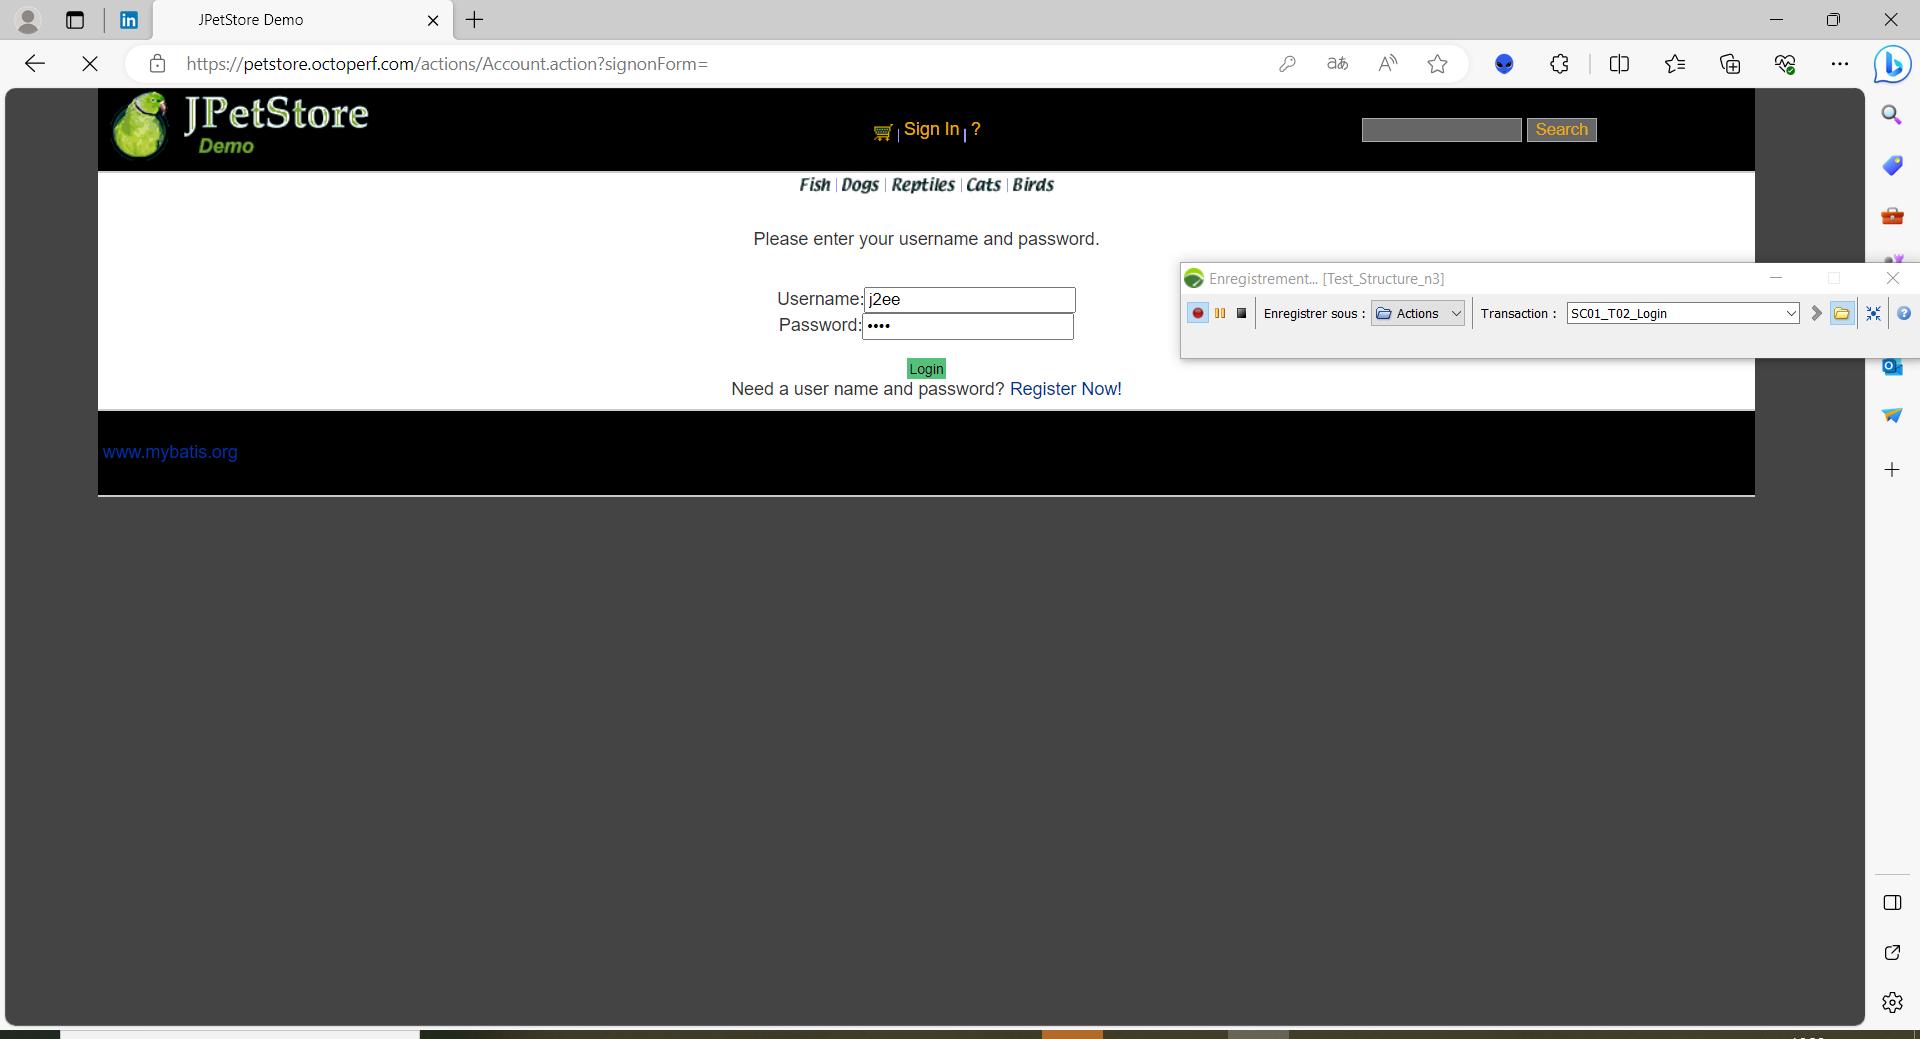 JPetStore Demo
https://petstore.octoperf.com/actions/Account.action?signonForm=
JPetStore
Demo
Sign In | ?
Search
Fish | Dogs | Reptiles | Cats | Birds
Please enter your username and password.
Enregistrement... [Test_Structure_n3]
Enregistrer sous : Actions Transaction : SC01_T02_Login
Username: j2ee
Password: ••••
Login
Need a user name and password? Register Now!
www.mybatis.org